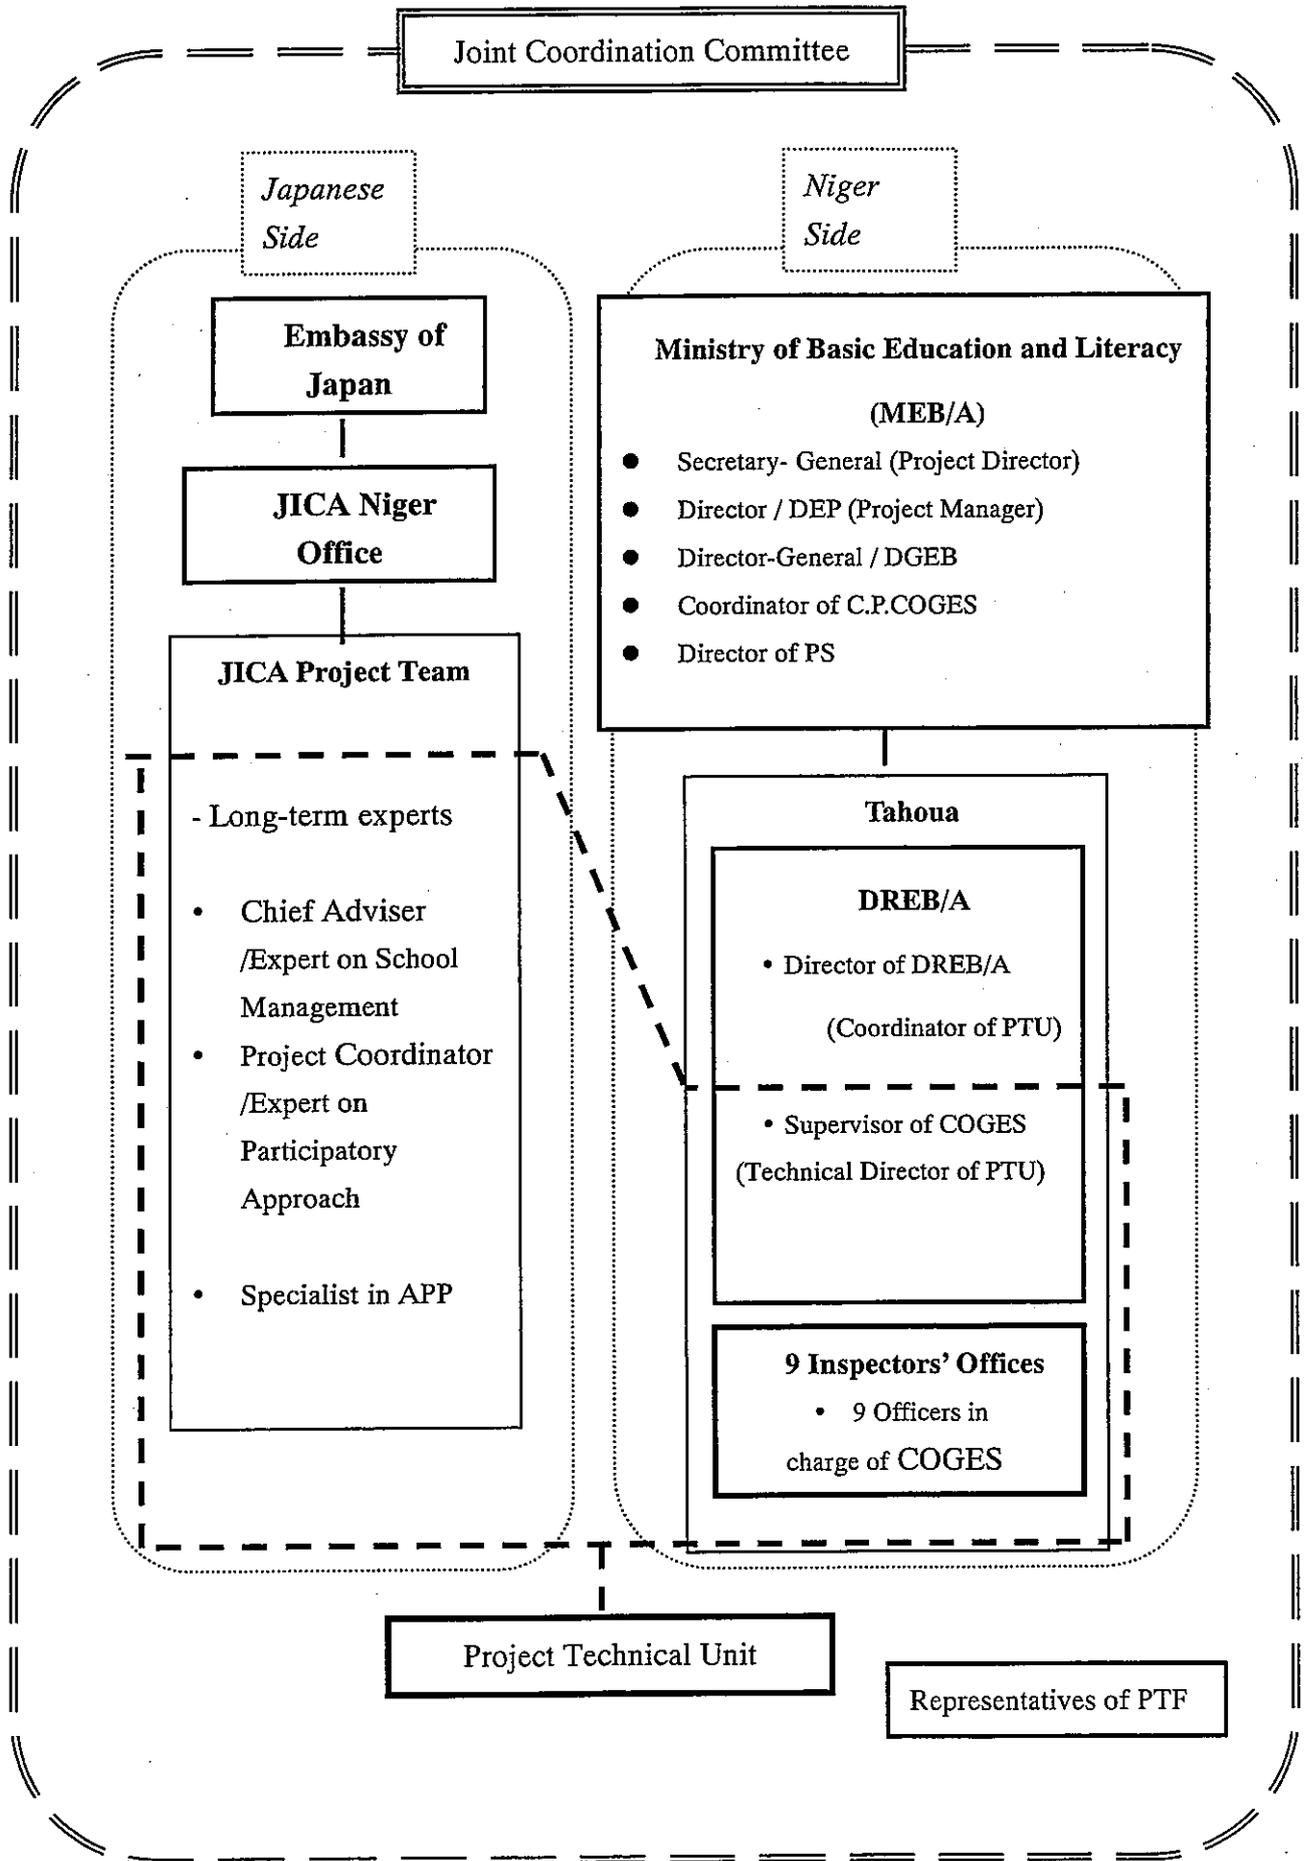 Joint Coordination Committee
Japanese
Side
Embassy of
Japan
JICA Niger
Office
JICA Project Team
- Long-term experts
• Chief Adviser
/Expert on School
Management
• Project Coordinator
/Expert on
Participatory
Approach
• Specialist in APP
Niger
Side
Ministry of Basic Education and Literacy
(MEB/A)
● Secretary- General (Project Director)
● Director / DEP (Project Manager)
● Director-General / DGEB
● Coordinator of C.P.COGES
● Director of PS
Tahoua
DREB/A
• Director of DREB/A
(Coordinator of PTU)
• Supervisor of COGES
(Technical Director of PTU)
9 Inspectors’ Offices
• 9 Officers in
charge of COGES
Project Technical Unit
Representatives of PTF